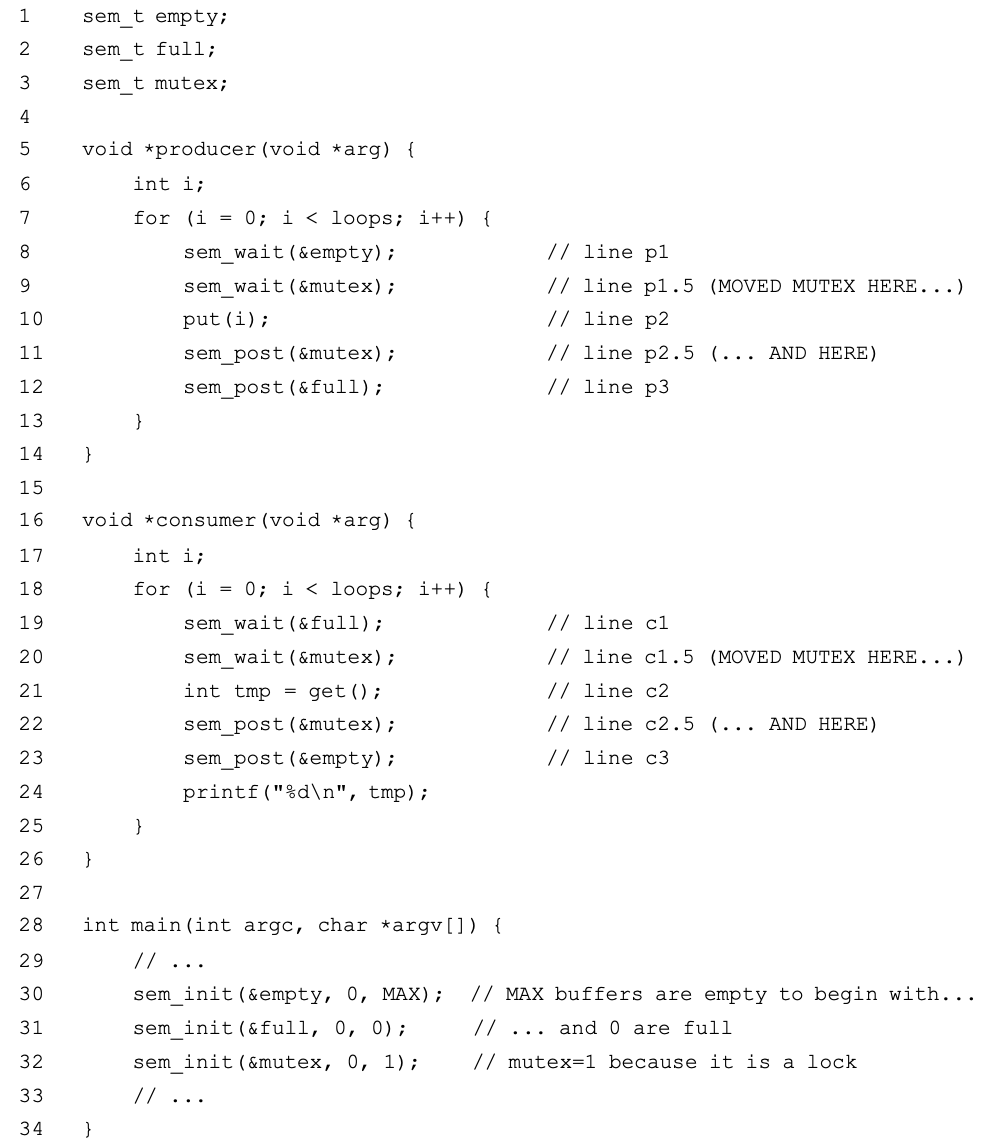 1 sem_t empty;
2 sem_t full;
3 sem_t mutex;
4
5 void *producer(void *arg) {
6 int i;
7 for (i = 0; i < loops; i++) {
8 sem_wait(&empty); // line p1
9 sem_wait(&mutex); // line p1.5 (MOVED MUTEX HERE...)
10 put(i); // line p2
11 sem_post(&mutex); // line p2.5 (... AND HERE)
12 sem_post(&full); // line p3
13 }
14 }
15
16 void *consumer(void *arg) {
17 int i;
18 for (i = 0; i < loops; i++) {
19 sem_wait(&full); // line c1
20 sem_wait(&mutex); // line c1.5 (MOVED MUTEX HERE...)
21 int tmp = get(); // line c2
22 sem_post(&mutex); // line c2.5 (... AND HERE)
23 sem_post(&empty); // line c3
24 printf("%d\n", tmp);
25 }
26 }
27
28 int main(int argc, char *argv[]) {
29 // ...
30 sem_init(&empty, 0, MAX); // MAX buffers are empty to begin with...
31 sem_init(&full, 0, 0); // ... and 0 are full
32 sem_init(&mutex, 0, 1); // mutex=1 because it is a lock
33 // ...
34 }